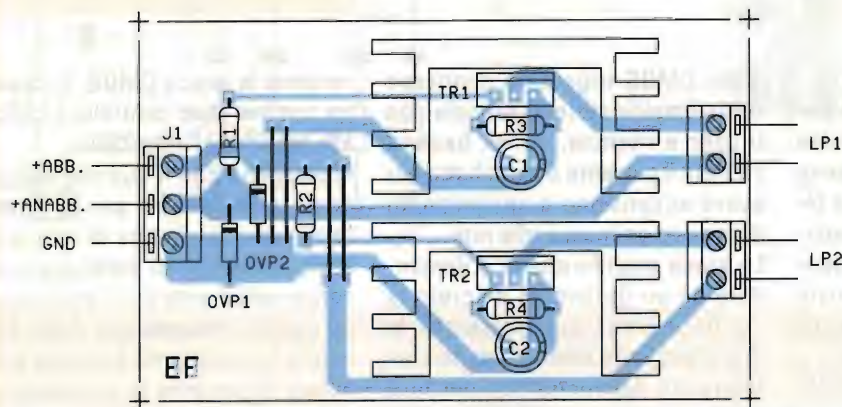 TR1
R3
C1
J1
R1
+ABB.
+ANABB.
GND
R2
OVP2
OVP1
LP1
TR2
R4
C2
LP2
EF